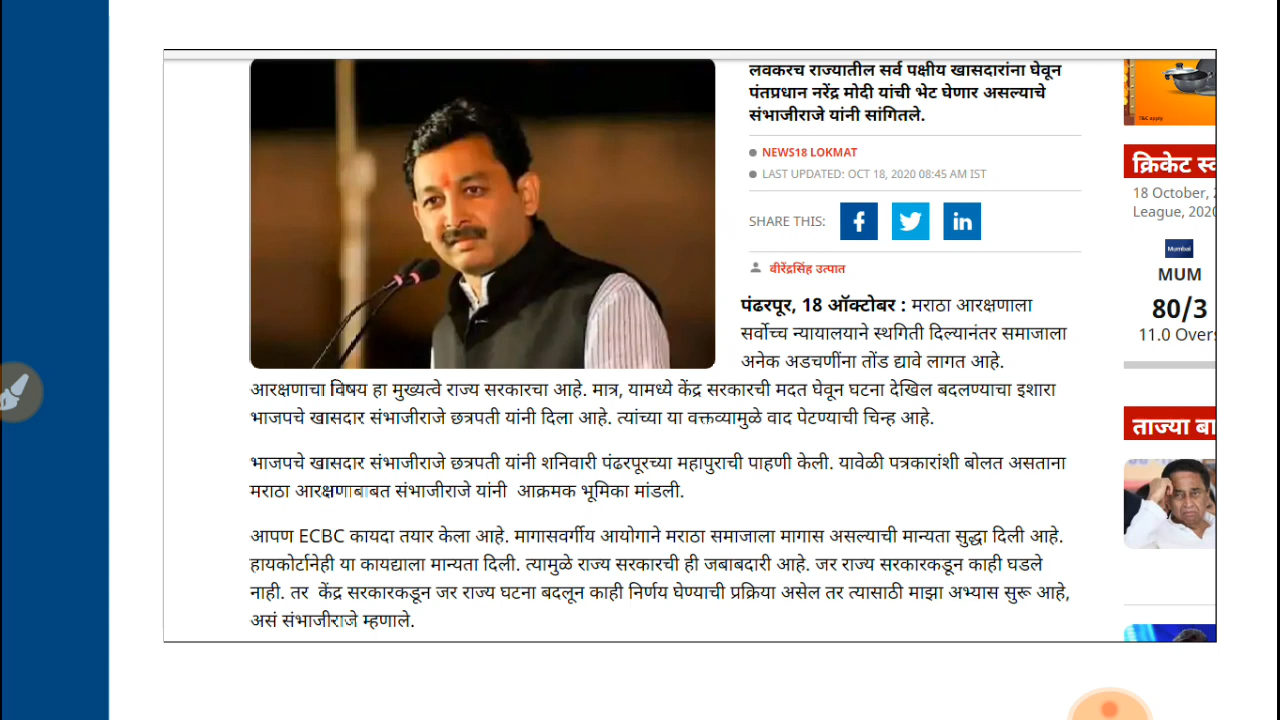 लवकरच राज्यातील सर्व पक्षीय खासदारांना घेवून
पंतप्रधान नरेंद्र मोदी यांची भेट घेणार असल्याचे
संभाजीराजे यांनी सांगितले.
NEWS18 LOKMAT
LAST UPDATED: OCT 18, 2020 08:45 AM IST
SHARE THIS:
वीरेंद्रसिंह उत्पात
पंढरपूर, 18 ऑक्टोबर : मराठा आरक्षणाला
सर्वोच्च न्यायालयाने स्थगिती दिल्यानंतर समाजाला
अनेक अडचणींना तोंड द्यावे लागत आहे.
आरक्षणाचा विषय हा मुख्यत्वे राज्य सरकारचा आहे. मात्र, यामध्ये केंद्र सरकारची मदत घेवून घटना देखिल बदलण्याचा इशारा
भाजपचे खासदार संभाजीराजे छत्रपती यांनी दिला आहे. त्यांच्या या वक्तव्यामुळे वाद पेटण्याची चिन्ह आहे.
भाजपचे खासदार संभाजीराजे छत्रपती यांनी शनिवारी पंढरपूरच्या महापुराची पाहणी केली. यावेळी पत्रकारांशी बोलत असताना
मराठा आरक्षणाबाबत संभाजीराजे यांनी आक्रमक भूमिका मांडली.
आपण ECBC कायदा तयार केला आहे. मागासवर्गीय आयोगाने मराठा समाजाला मागास असल्याची मान्यता सुद्धा दिली आहे.
हायकोर्टानेही या कायद्याला मान्यता दिली. त्यामुळे राज्य सरकारची ही जबाबदारी आहे. जर राज्य सरकारकडून काही घडले
नाही. तर केंद्र सरकारकडून जर राज्य घटना बदलून काही निर्णय घेण्याची प्रक्रिया असेल तर त्यासाठी माझा अभ्यास सुरू आहे,
असं संभाजीराजे म्हणाले.
T&C apply
क्रिकेट स्
18 October,
League, 2020
Mumbai
MUM
80/3
11.0 Overs
ताज्या बा